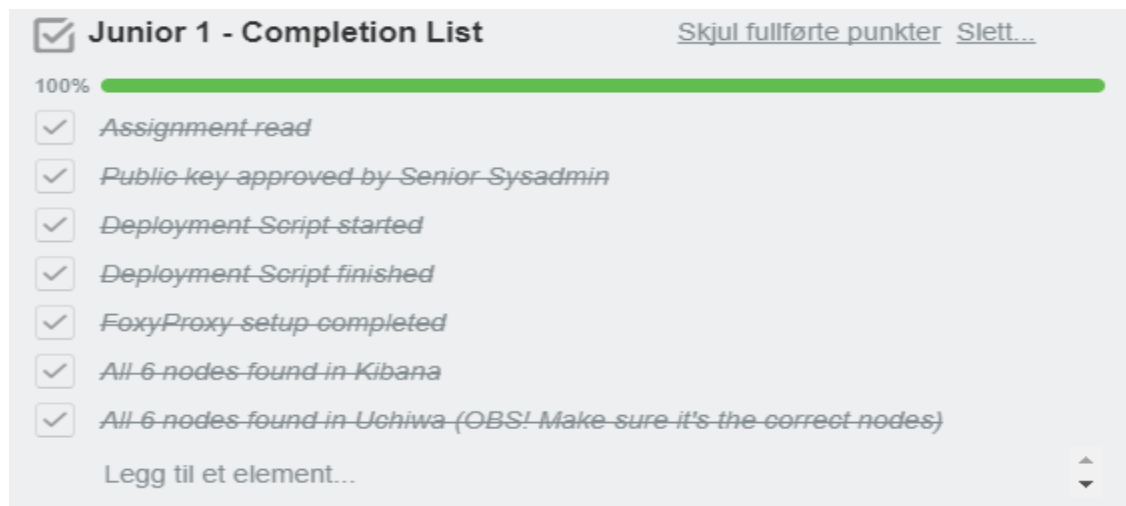 Junior 1 - Completion List Skjul fullførte punkter Slett...
100%
Assignment read
Public key approved by Senior Sysadmin
Deployment Script started
Deployment Script finished
FoxyProxy setup completed
All 6 nodes found in Kibana
All 6 nodes found in Uchiwa (OBS! Make sure it's the correct nodes)
Legg til et element...